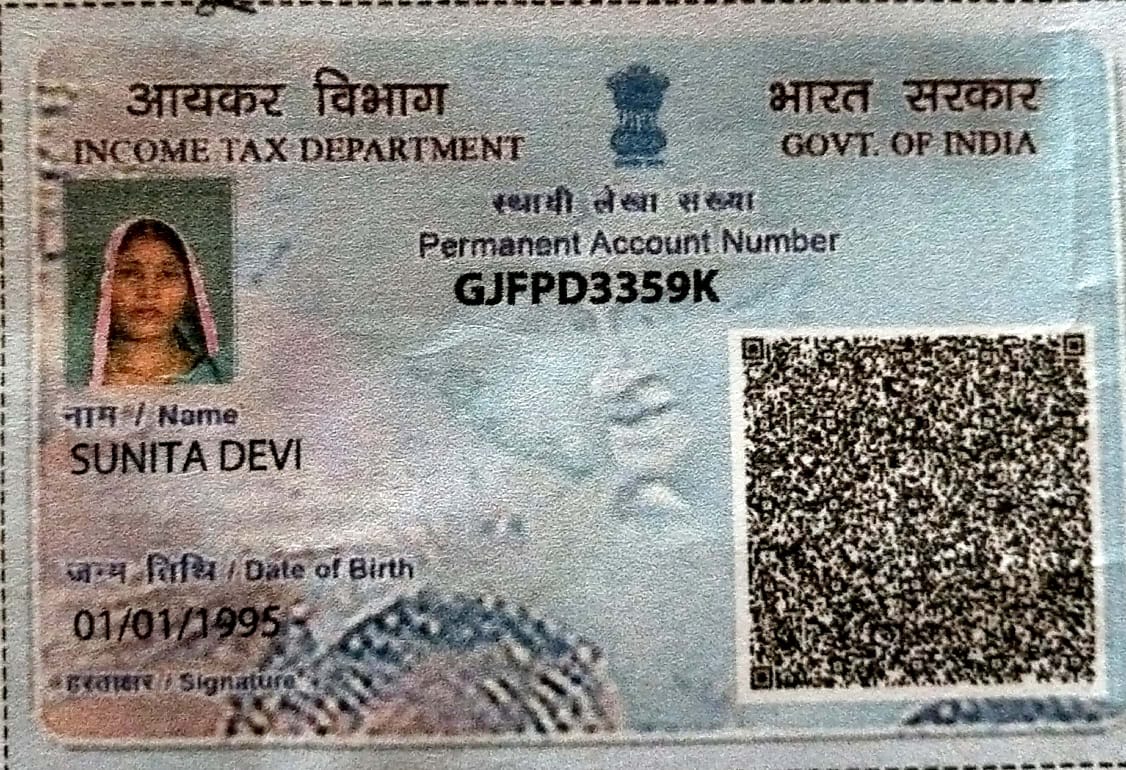 आयकर विभाग
INCOME TAX DEPARTMENT
भारत सरकार
GOVT. OF INDIA
स्थायी लेखा संख्या
Permanent Account Number
GJFPD3359K
नाम / Name
SUNITA DEVI
जन्म तिथि / Date of Birth
01/01/1995
हस्ताक्षर / Signature